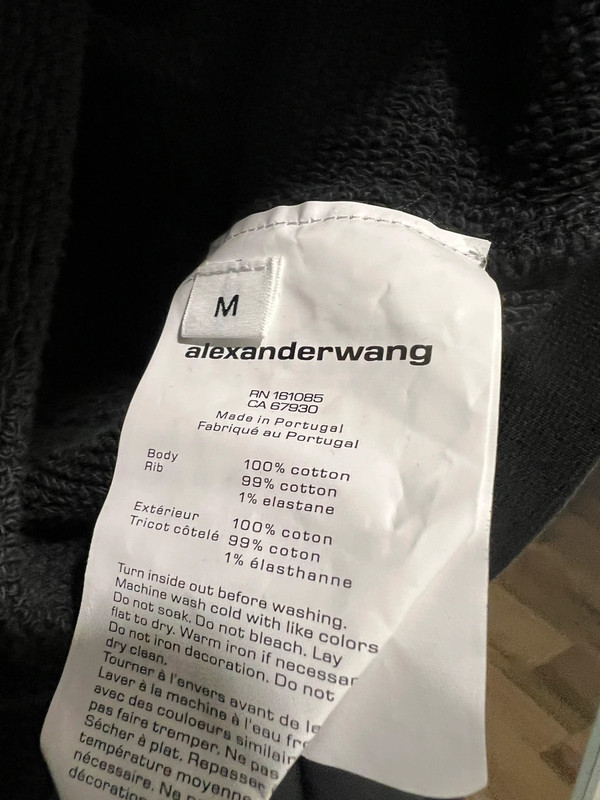 M
alexanderwang
RN 161085
CA 67930
Made in Portugal
Fabriqué au Portugal
Body 100% cotton
Rib 99% cotton
1% elastane
Extérieur 100% coton
Tricot côtelé 99% coton
1% élasthanne
Turn inside out before washing.
Machine wash cold with like colors
Do not soak. Do not bleach. Lay
flat to dry. Warm iron if necessar
Do not iron decoration. Do not
dry clean.
Tourner à l'envers avant de
Laver à la machine à l'eau
avec des couloeurs similair
pas faire tremper. Ne pas
Sécher à plat. Repasser
température moyenne
nécessaire. Ne
décoration